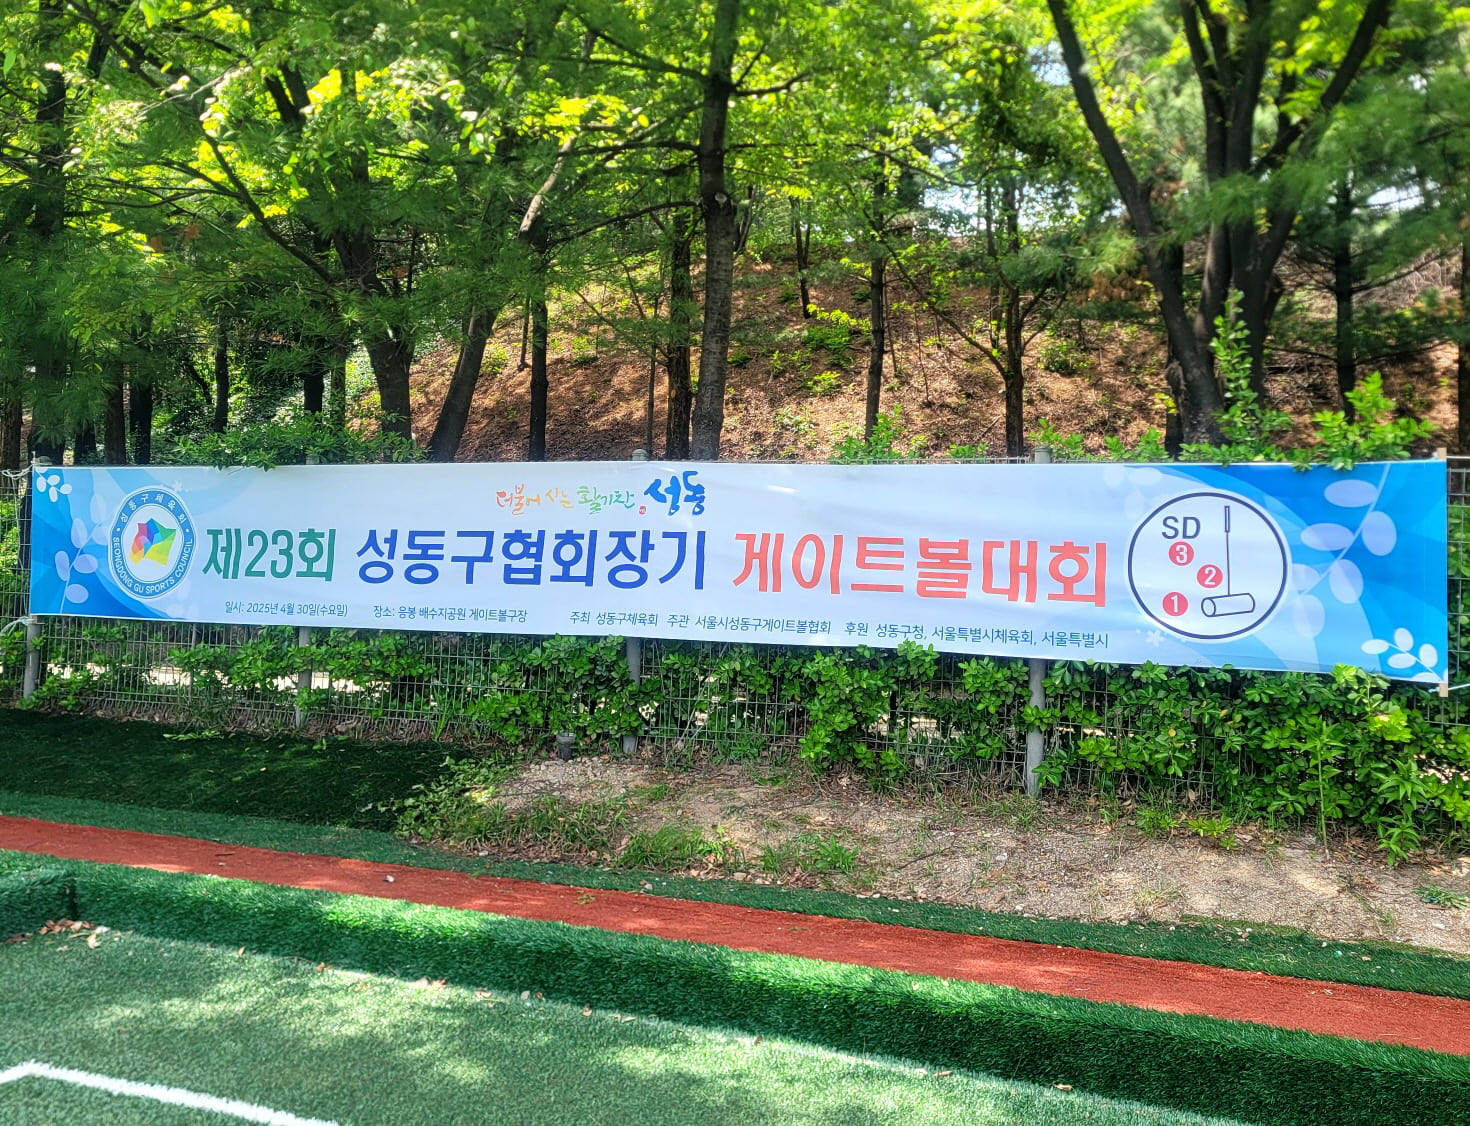 더불어 사는 활기찬 성동
성동구체육회
SEONGDONG GU SPORTS COUNCIL
제23회 성동구협회장기 게이트볼대회
SD
3
2
1
일시: 2025년 4월 30일(수요일) 장소: 응봉 배수지공원 게이트볼구장 주최 성동구체육회 주관 서울시성동구게이트볼협회 후원 성동구청, 서울특별시체육회, 서울특별시